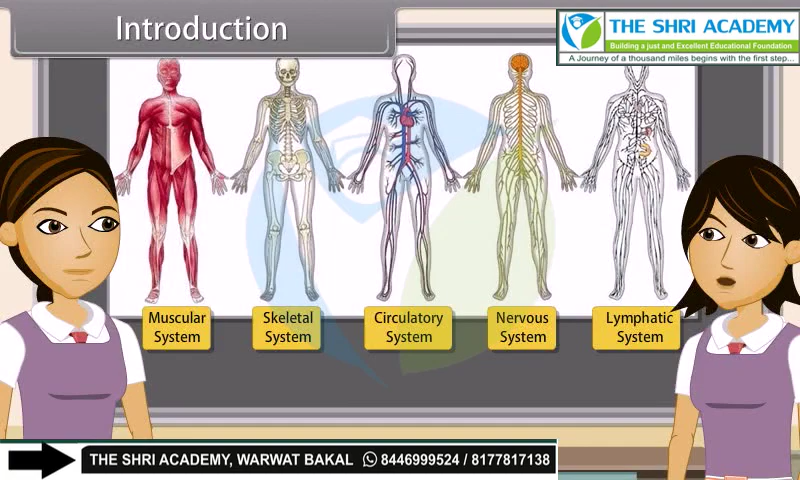 Introduction
THE SHRI ACADEMY
Building a just and Excellent Educational Foundation
A Journey of a thousand miles begins with the first step...
Muscular
System
Skeletal
System
Circulatory
System
Nervous
System
Lymphatic
System
THE SHRI ACADEMY, WARWAT BAKAL 8446999524 / 8177817138